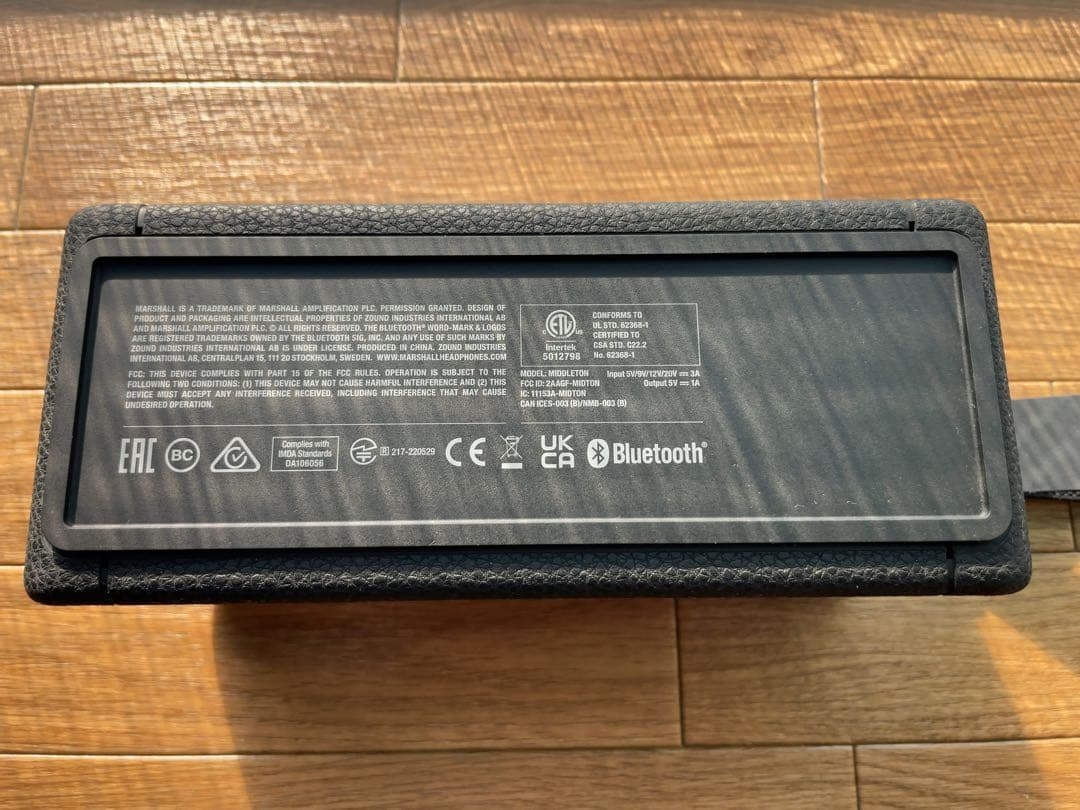 MARSHALL IS A TRADEMARK OF MARSHALL AMPLIFICATION PLC. PERMISSION GRANTED. DESIGN OF
PRODUCT AND PACKAGING ARE INTELLECTUAL PROPERTIES OF ZOUND INDUSTRIES INTERNATIONAL AB
AND MARSHALL AMPLIFICATION PLC. © ALL RIGHTS RESERVED. THE BLUETOOTH® WORD-MARK & LOGOS
ARE REGISTERED TRADEMARKS OWNED BY THE BLUETOOTH SIG, INC. AND ANY USE OF SUCH MARKS BY
ZOUND INDUSTRIES INTERNATIONAL AB IS UNDER LICENSE. PRODUCED IN CHINA. ZOUND INDUSTRIES
INTERNATIONAL AB, CENTRALPLAN 15, 111 20 STOCKHOLM, SWEDEN. WWW.MARSHALLHEADPHONES.COM
FCC: THIS DEVICE COMPLIES WITH PART 15 OF THE FCC RULES. OPERATION IS SUBJECT TO THE
FOLLOWING TWO CONDITIONS: (1) THIS DEVICE MAY NOT CAUSE HARMFUL INTERFERENCE AND (2) THIS
DEVICE MUST ACCEPT ANY INTERFERENCE RECEIVED, INCLUDING INTERFERENCE THAT MAY CAUSE
UNDESIRED OPERATION.
C ETL US
Intertek
5012798
CONFORMS TO
UL STD. 62368-1
CERTIFIED TO
CSA STD. C22.2
No. 62368-1
MODEL: MIDDLETON Input 5V/9V/12V/20V ⎓ 3A
FCC ID: 2AAGF-MIDTON Output 5V ⎓ 1A
IC: 11153A-MIDTON
CAN ICES-003 (B)/NMB-003 (B)
EAC
BC
Complies with
IMDA Standards
DA106056
R 217-220529
CE
UK
CA
Bluetooth®